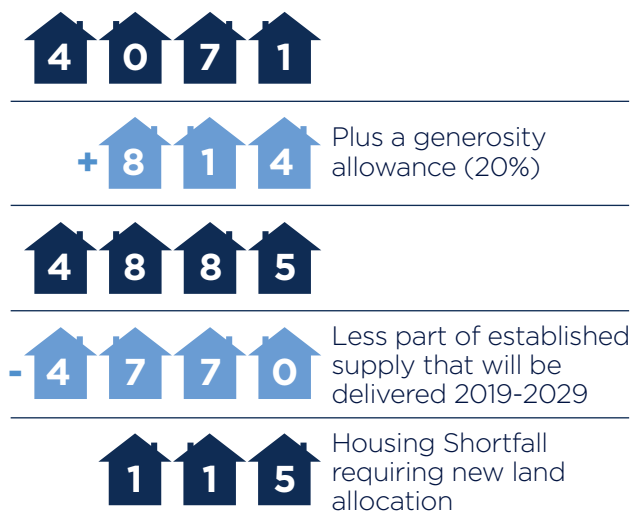 4071
+814 Plus a generosity
allowance (20%)
4885
-4770 Less part of established
supply that will be
delivered 2019-2029
115 Housing Shortfall
requiring new land
allocation